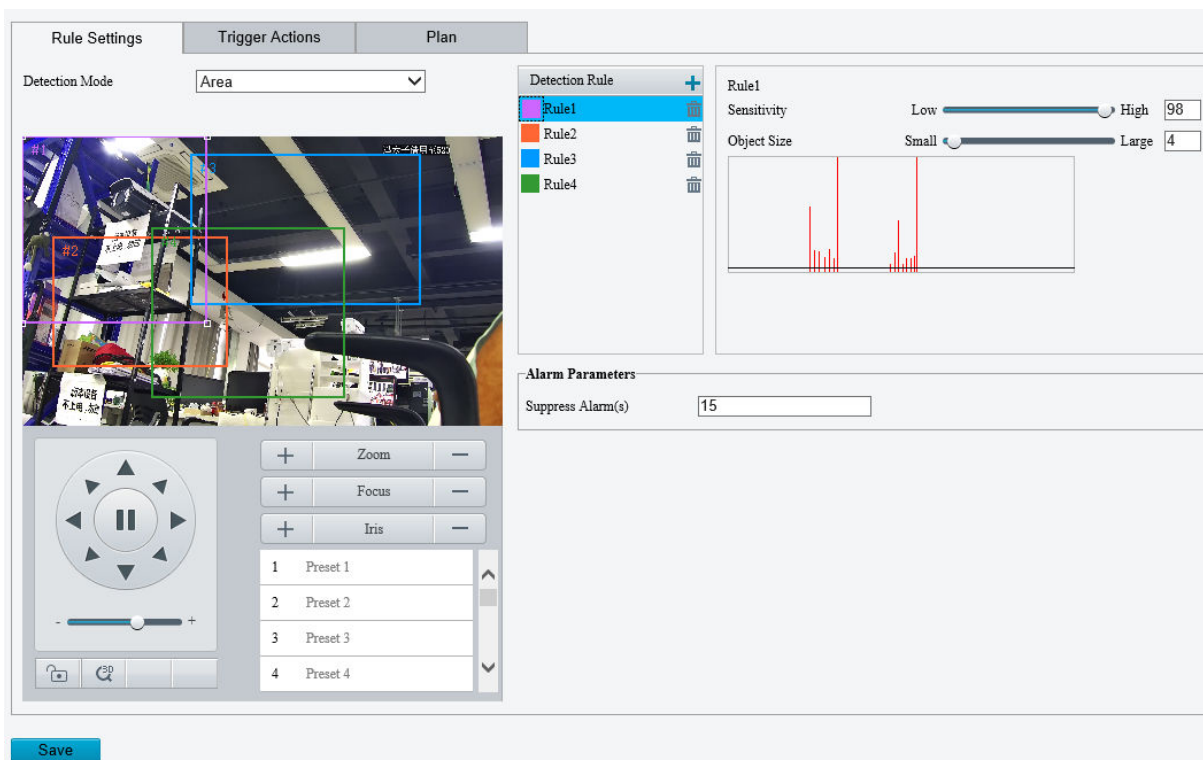 Rule Settings
Trigger Actions
Plan
Detection Mode
Area
#1
#3
#2
Detection Rule
Rule1
Rule2
Rule3
Rule4
Rule1
Sensitivity
Low
High
98
Object Size
Small
Large
4
Alarm Parameters
Suppress Alarm(s)
15
Zoom
Focus
Iris
1 Preset 1
2 Preset 2
3 Preset 3
4 Preset 4
- +
3D
Save